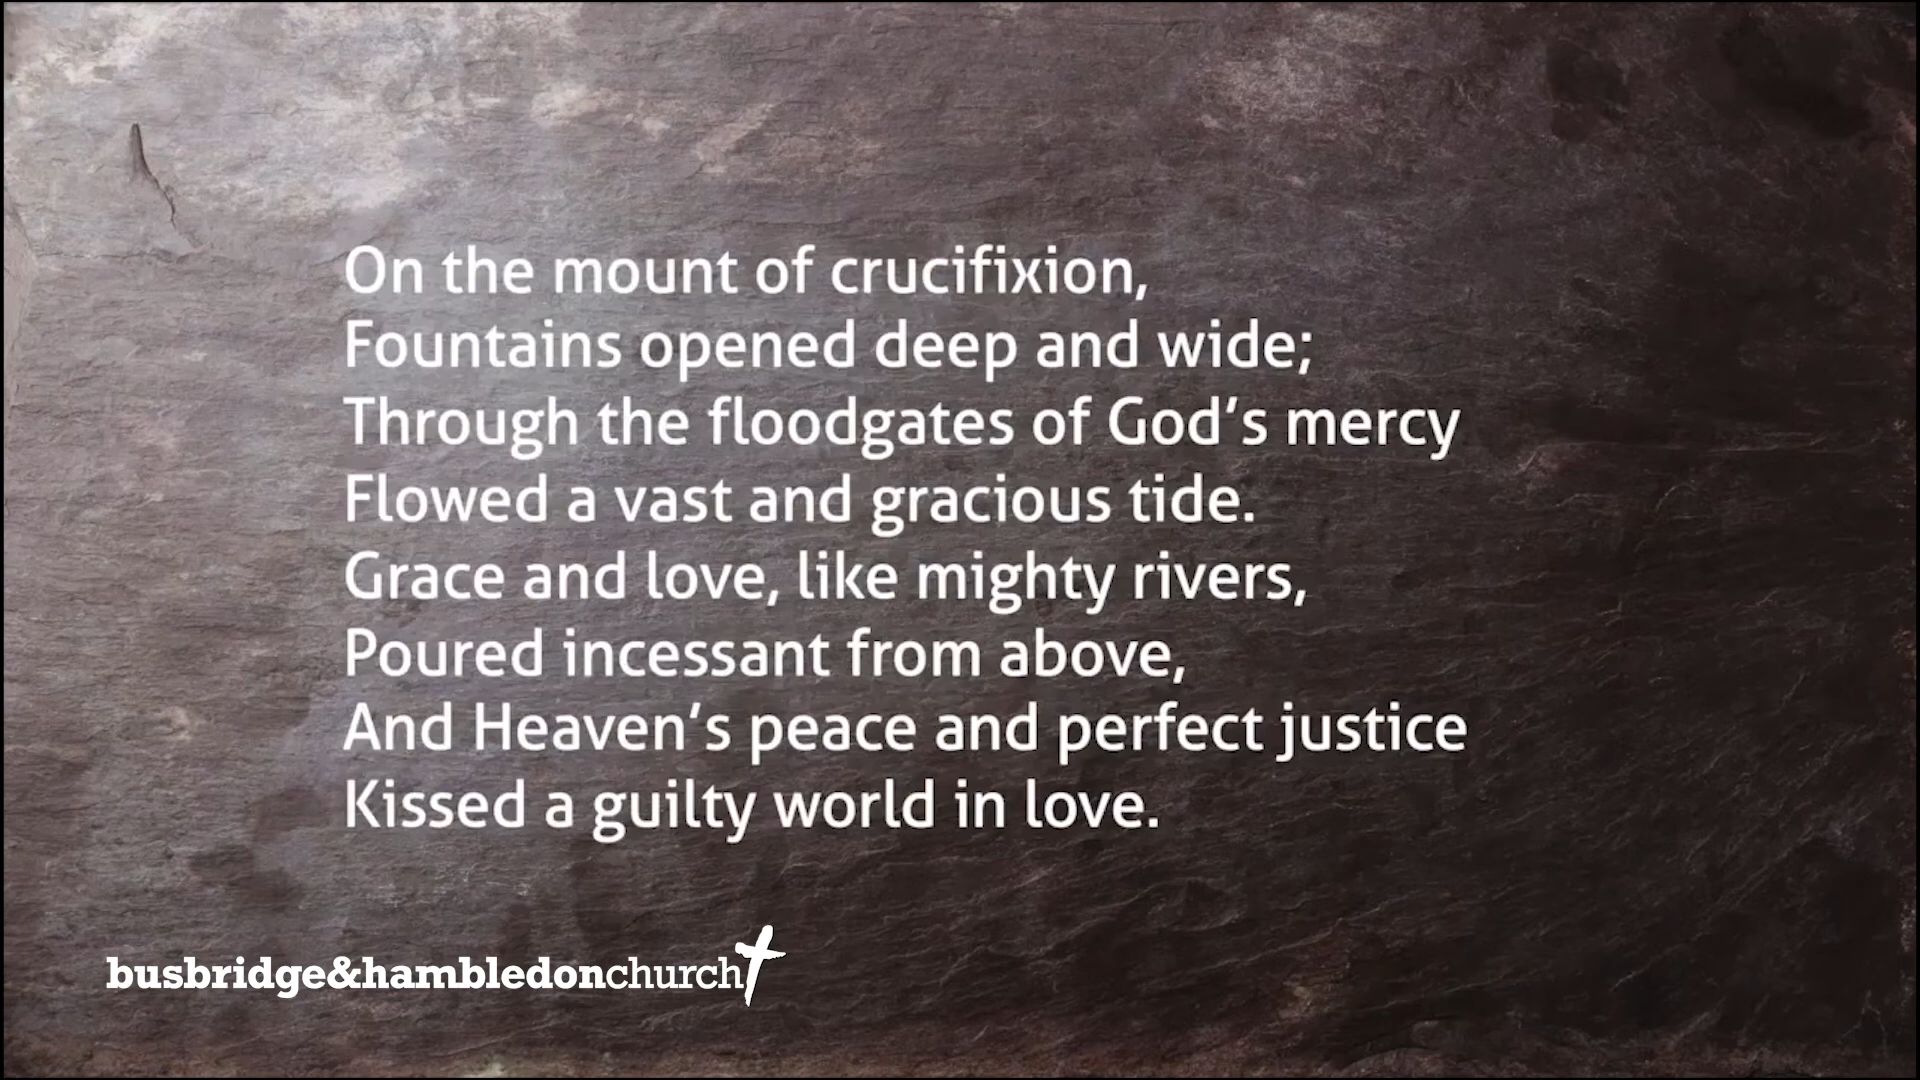 On the mount of crucifixion,
Fountains opened deep and wide;
Through the floodgates of God’s mercy
Flowed a vast and gracious tide.
Grace and love, like mighty rivers,
Poured incessant from above,
And Heaven’s peace and perfect justice
Kissed a guilty world in love.
busbridge&hambledonchurch